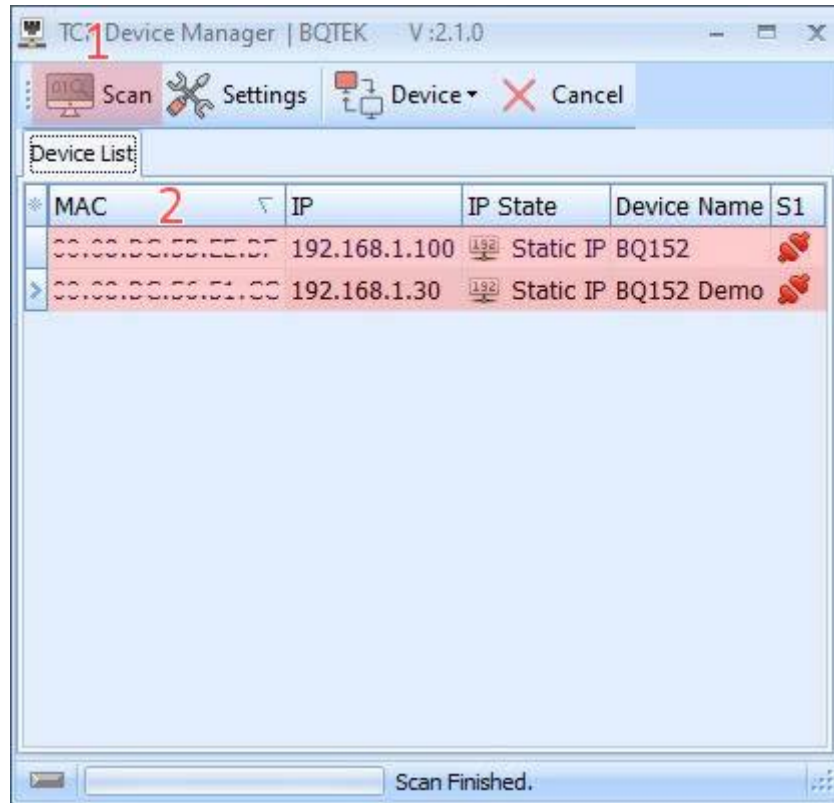 TCP Device Manager | BQTEK V :2.1.0
1
Scan Settings Device Cancel
Device List
MAC 2 IP IP State Device Name S1
192.168.1.100 Static IP BQ152
192.168.1.30 Static IP BQ152 Demo
Scan Finished.